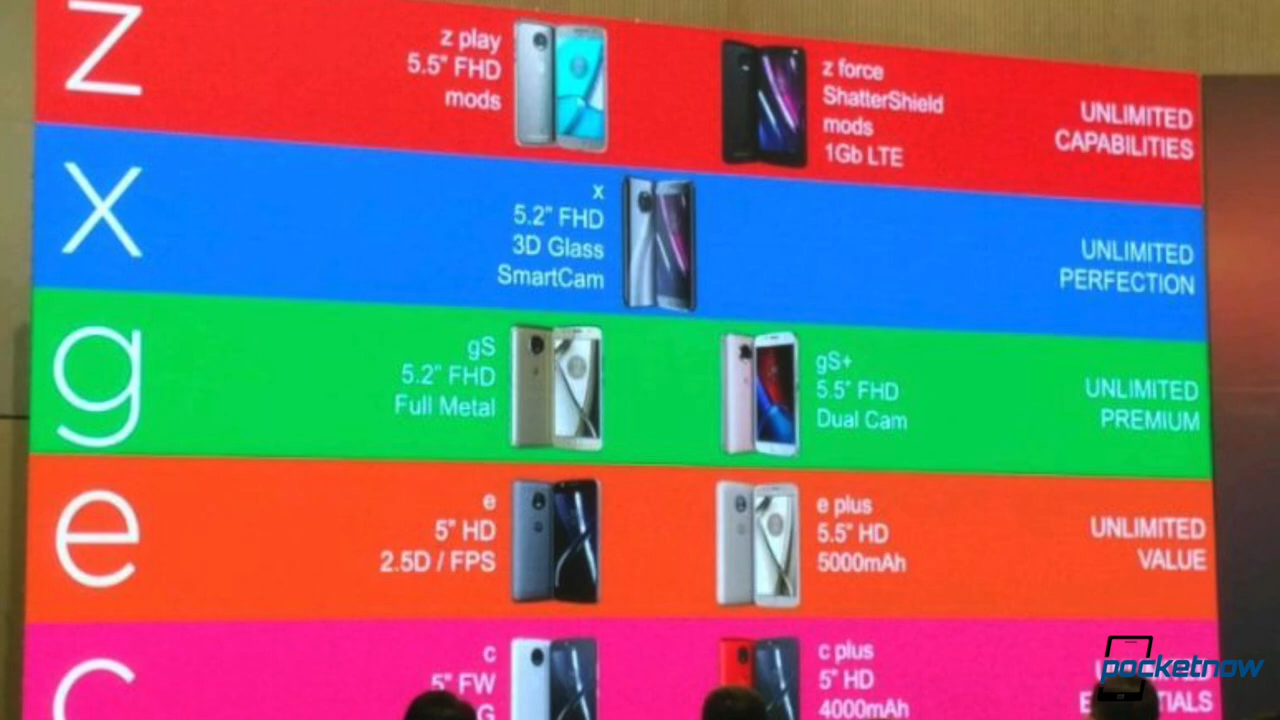 z
z play
5.5" FHD
mods
z force
ShatterShield
mods
1Gb LTE
UNLIMITED
CAPABILITIES
x
x
5.2" FHD
3D Glass
SmartCam
UNLIMITED
PERFECTION
g
gS
5.2" FHD
Full Metal
gS+
5.5" FHD
Dual Cam
UNLIMITED
PREMIUM
e
e
5" HD
2.5D / FPS
e plus
5.5" HD
5000mAh
UNLIMITED
VALUE
c
c
5" FW
c plus
5" HD
4000mAh
pocketnow